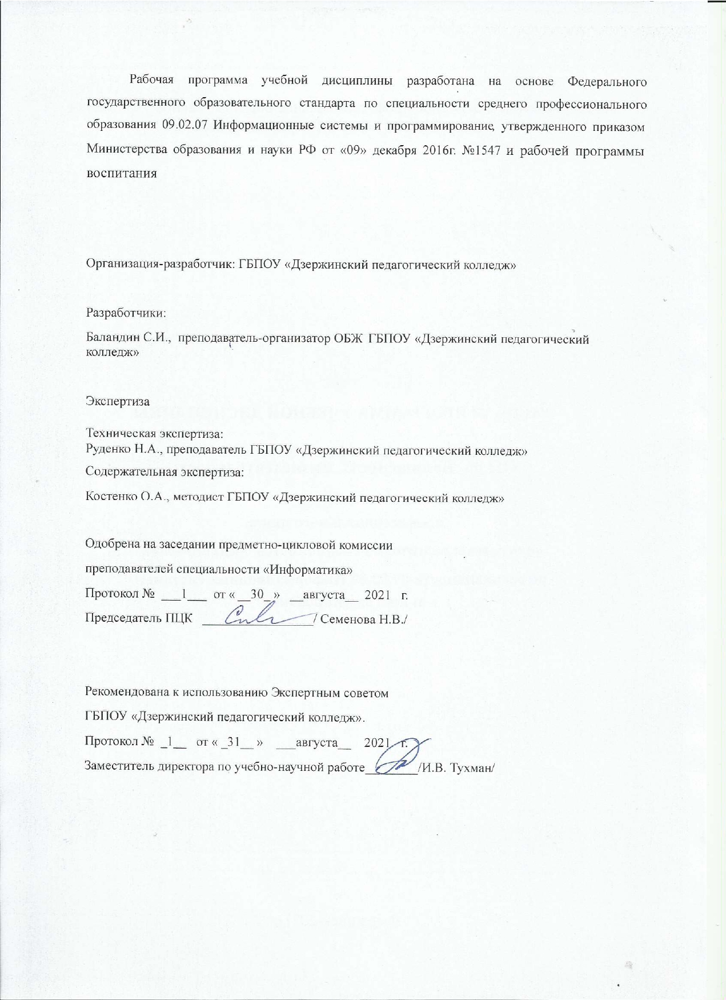 Рабочая программа учебной дисциплины разработана на основе Федерального
государственного образовательного стандарта по специальности среднего профессионального
образования 09.02.07 Информационные системы и программирование, утвержденного приказом
Министерства образования и науки РФ от «09» декабря 2016г. №1547 и рабочей программы
воспитания
Организация-разработчик: ГБПОУ «Дзержинский педагогический колледж»
Разработчики:
Баландин С.И., преподаватель-организатор ОБЖ ГБПОУ «Дзержинский педагогический
колледж»
Экспертиза
Техническая экспертиза:
Руденко Н.А., преподаватель ГБПОУ «Дзержинский педагогический колледж»
Содержательная экспертиза:
Костенко О.А., методист ГБПОУ «Дзержинский педагогический колледж»
Одобрена на заседании предметно-цикловой комиссии
преподавателей специальности «Информатика»
Протокол № ___1___ от « __30_ » __августа__ 2021 г.
Председатель ПЦК _________________/ Семенова Н.В./
Рекомендована к использованию Экспертным советом
ГБПОУ «Дзержинский педагогический колледж».
Протокол № _1__ от « _31__ » ___августа__ 2021 г.
Заместитель директора по учебно-научной работе________/И.В. Тухман/